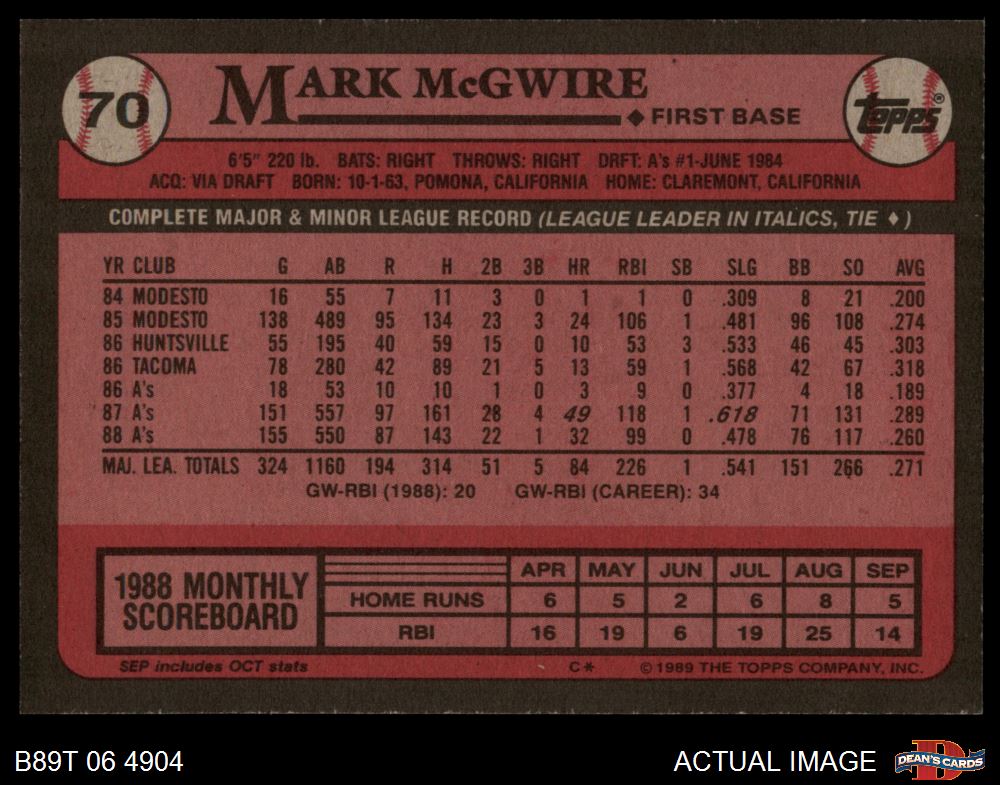 70 MARK McGWIRE
FIRST BASE topps®
6'5" 220 lb. BATS: RIGHT THROWS: RIGHT DRFT: A's #1-JUNE 1984
ACQ: VIA DRAFT BORN: 10-1-63, POMONA, CALIFORNIA HOME: CLAREMONT, CALIFORNIA
COMPLETE MAJOR & MINOR LEAGUE RECORD (LEAGUE LEADER IN ITALICS, TIE ♦)
YR CLUB G AB R H 2B 3B HR RBI SB SLG BB SO AVG
84 MODESTO 16 55 7 11 3 0 1 1 0 .309 8 21 .200
85 MODESTO 138 489 95 134 23 3 24 106 1 .481 96 108 .274
86 HUNTSVILLE 55 195 40 59 15 0 10 53 3 .533 46 45 .303
86 TACOMA 78 280 42 89 21 5 13 59 1 .568 42 67 .318
86 A's 18 53 10 10 1 0 3 9 0 .377 4 18 .189
87 A's 151 557 97 161 28 4 49 118 1 .618 71 131 .289
88 A's 155 550 87 143 22 1 32 99 0 .478 76 117 .260
MAJ. LEA. TOTALS 324 1160 194 314 51 5 84 226 1 .541 151 266 .271
GW-RBI (1988): 20 GW-RBI (CAREER): 34
1988 MONTHLY SCOREBOARD
APR MAY JUN JUL AUG SEP
HOME RUNS 6 5 2 6 8 5
RBI 16 19 6 19 25 14
SEP includes OCT stats C* © 1989 THE TOPPS COMPANY, INC.
B89T 06 4904 ACTUAL IMAGE D DEAN'S CARDS